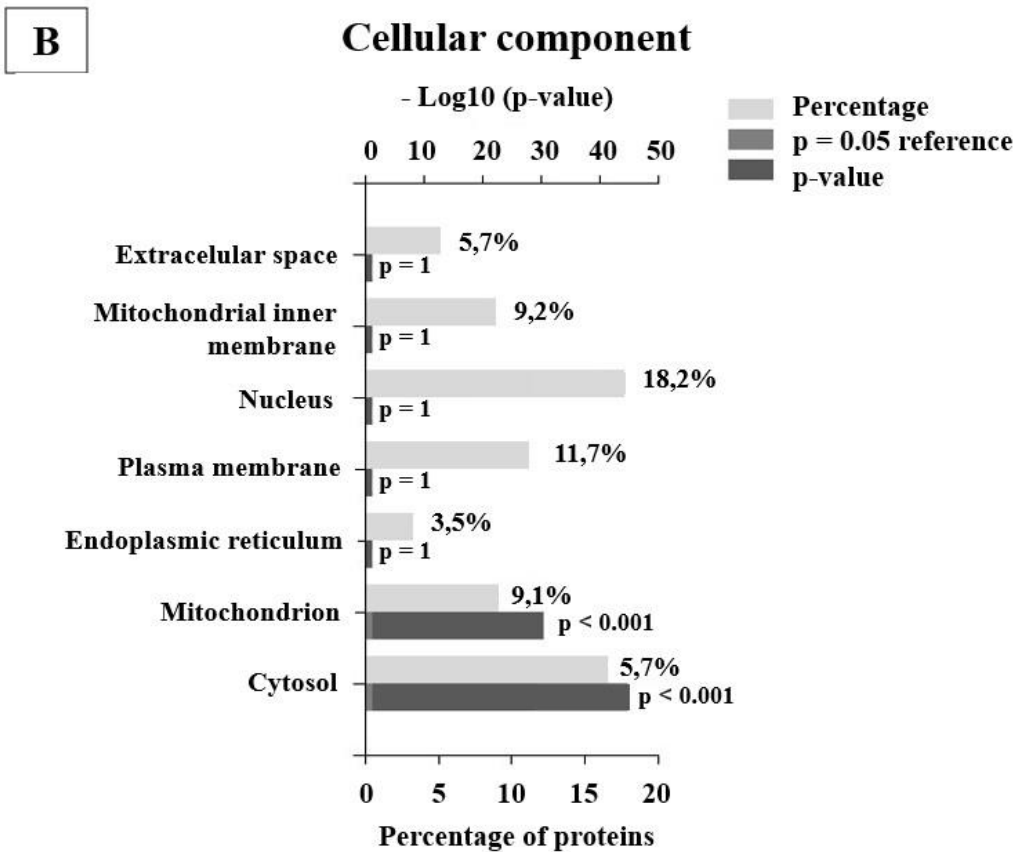 B
Cellular component
- Log10 (p-value)
0 10 20 30 40 50
Percentage
p = 0.05 reference
p-value
Extracelular space
5,7%
p = 1
Mitochondrial inner
membrane
9,2%
p = 1
Nucleus
18,2%
p = 1
Plasma membrane
11,7%
p = 1
Endoplasmic reticulum
3,5%
p = 1
Mitochondrion
9,1%
p < 0.001
Cytosol
5,7%
p < 0.001
0 5 10 15 20
Percentage of proteins